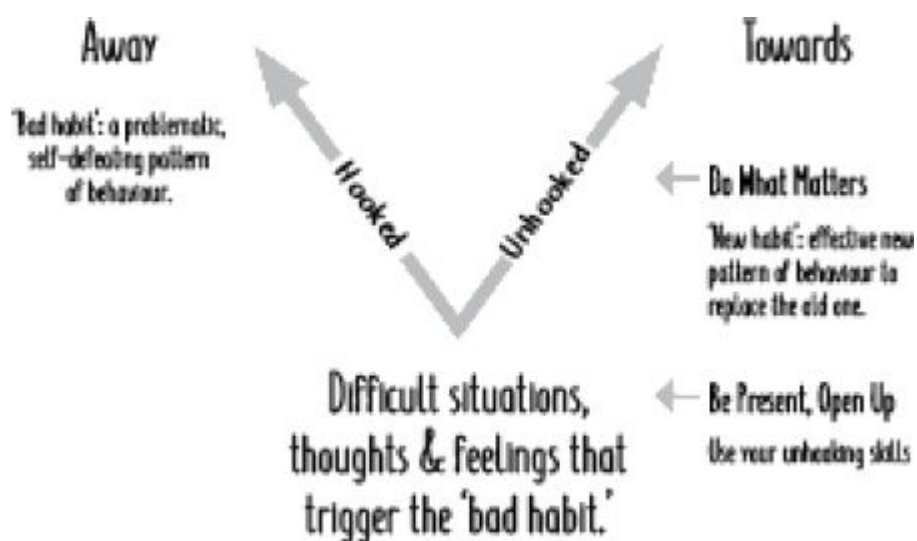 Away
'Bad habit': a problematic,
self-defeating pattern
of behaviour.
Hooked
Unhooked
Towards
Do What Matters
'New habit': effective new
pattern of behaviour to
replace the old one.
Difficult situations,
thoughts & feelings that
trigger the 'bad habit.'
Be Present, Open Up
Use your unhooking skills